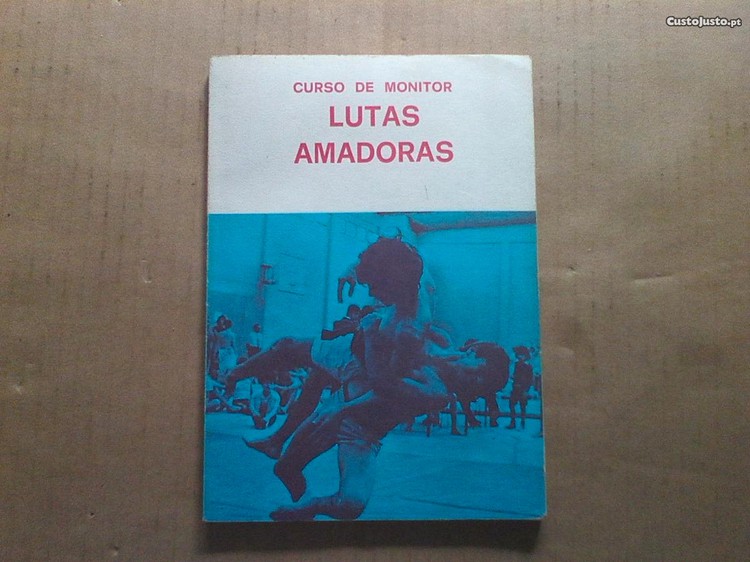 CustoJusto.pt
CURSO DE MONITOR
LUTAS
AMADORAS